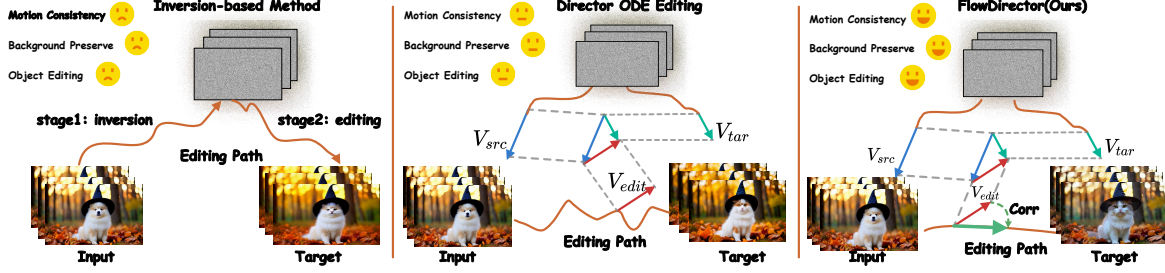 Inversion-based Method
Motion Consistency
Background Preserve
Object Editing
stage1: inversion
stage2: editing
Editing Path
Input
Target
Director ODE Editing
Motion Consistency
Background Preserve
Object Editing
V_src
V_tar
V_edit
Editing Path
Input
Target
FlowDirector(Ours)
Motion Consistency
Background Preserve
Object Editing
V_src
V_tar
V_edit
Corr
Editing Path
Input
Target